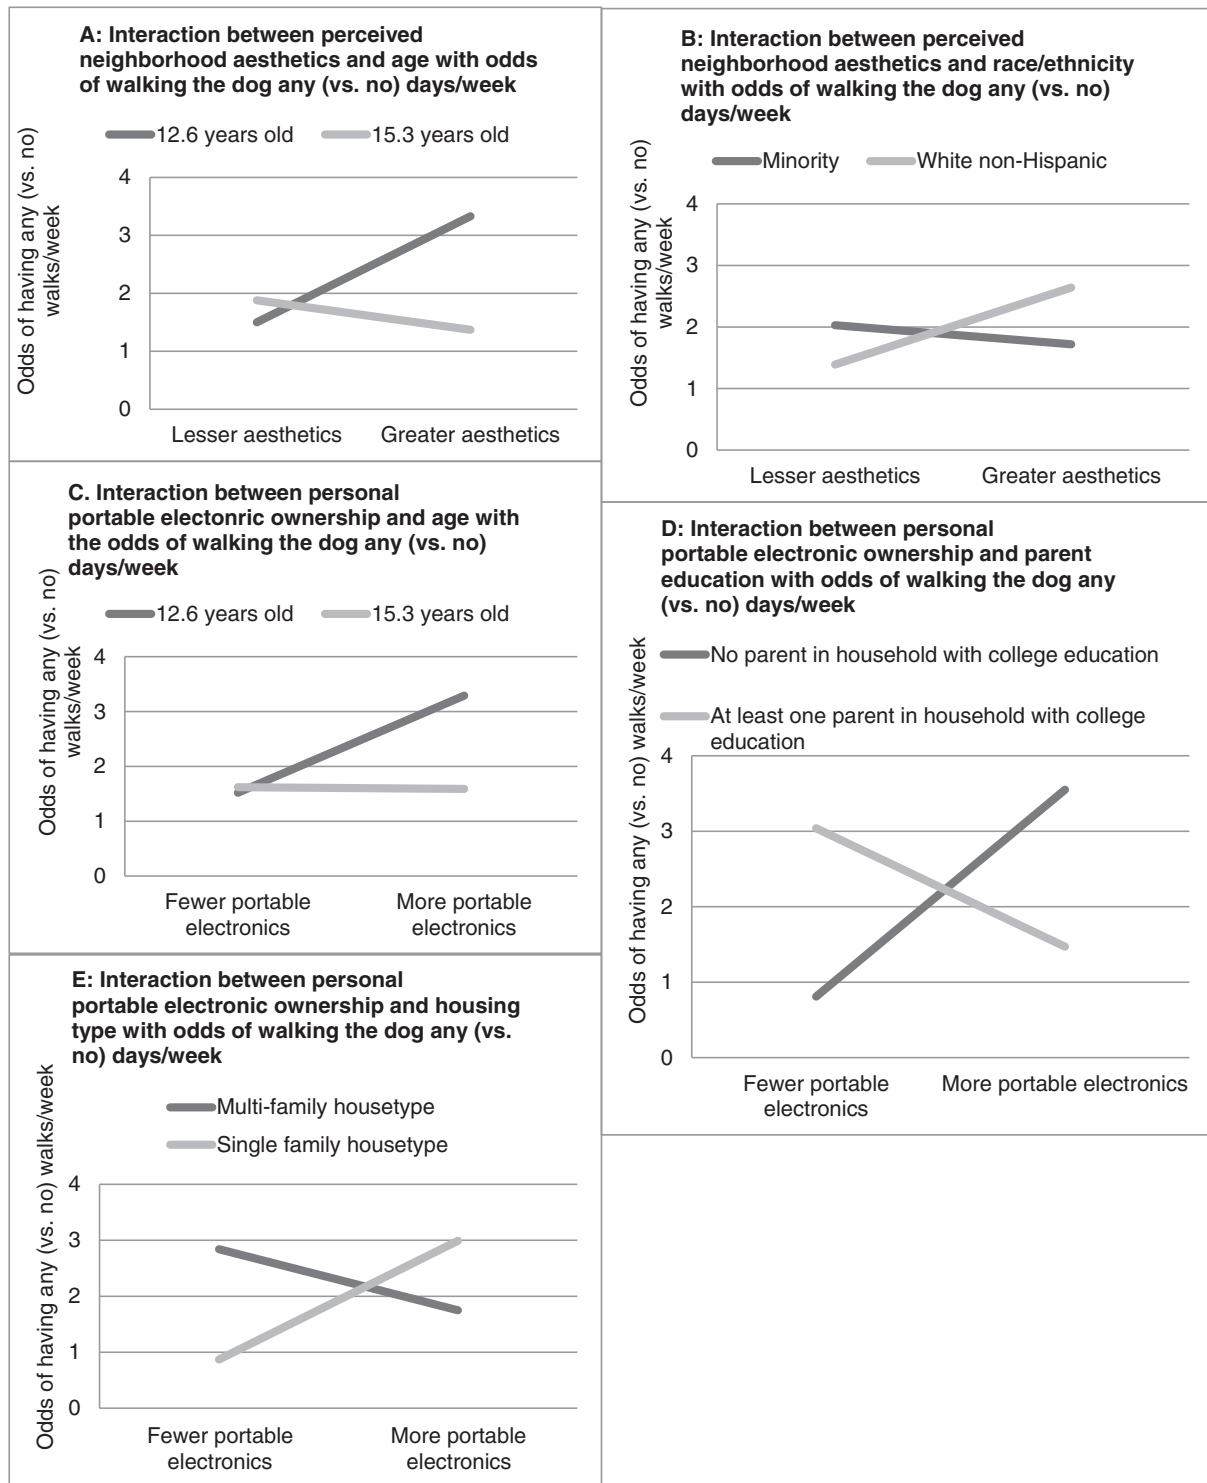 A: Interaction between perceived
neighborhood aesthetics and age with odds
of walking the dog any (vs. no) days/week
12.6 years old
15.3 years old
Odds of having any (vs. no)
walks/week
4
3
2
1
0
Lesser aesthetics
Greater aesthetics
B: Interaction between perceived
neighborhood aesthetics and race/ethnicity
with odds of walking the dog any (vs. no)
days/week
Minority
White non-Hispanic
Odds of having any (vs. no)
walks/week
4
3
2
1
0
Lesser aesthetics
Greater aesthetics
C. Interaction between personal
portable electonric ownership and age with
the odds of walking the dog any (vs. no)
days/week
12.6 years old
15.3 years old
Odds of having any (vs. no)
walks/week
4
3
2
1
0
Fewer portable
electronics
More portable
electronics
D: Interaction between personal
portable electronic ownership and parent
education with odds of walking the dog any
(vs. no) days/week
No parent in household with college education
At least one parent in household with college
education
Odds of having any (vs. no) walks/week
4
3
2
1
0
Fewer portable
electronics
More portable electronics
E: Interaction between personal
portable electronic ownership and housing
type with odds of walking the dog any (vs.
no) days/week
Multi-family housetype
Single family housetype
Odds of having any (vs. no) walks/week
4
3
2
1
0
Fewer portable
electronics
More portable
electronics